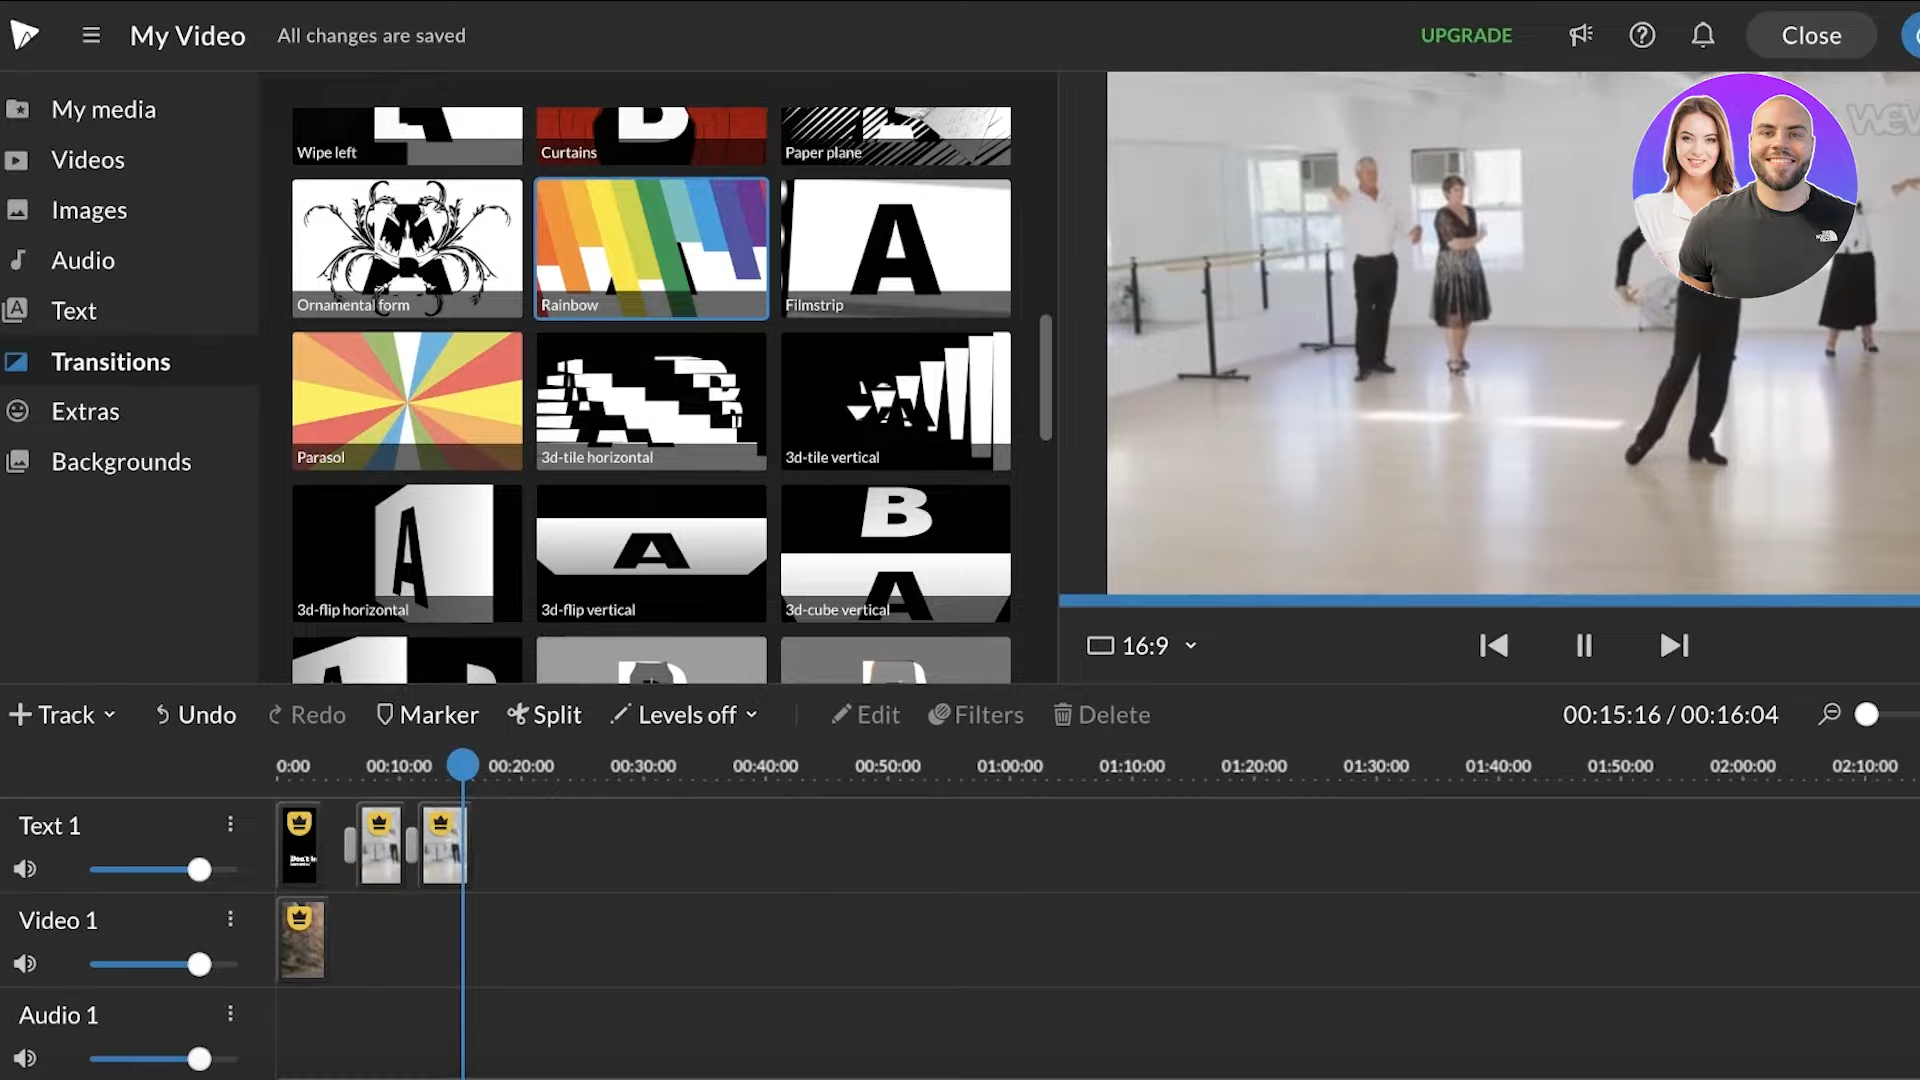 My Video
All changes are saved
UPGRADE
Close
My media
Videos
Images
Audio
Text
Transitions
Extras
Backgrounds
Wipe left
B
Curtains
Paper plane
Ornamental form
Rainbow
A
Filmstrip
Parasol
3d-tile horizontal
3d-tile vertical
A
3d-flip horizontal
A
3d-flip vertical
B
A
3d-cube vertical
16:9
Track
Undo
Redo
Marker
Split
Levels off
Edit
Filters
Delete
00:15:16 / 00:16:04
0:00
00:10:00
00:20:00
00:30:00
00:40:00
00:50:00
01:00:00
01:10:00
01:20:00
01:30:00
01:40:00
01:50:00
02:00:00
02:10:00
Text 1
Video 1
Audio 1